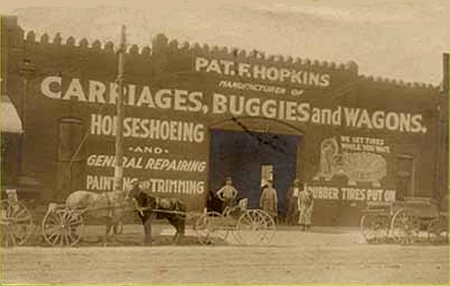 PAT. F. HOPKINS
MANUFACTURER OF
CARRIAGES, BUGGIES and WAGONS.
HORSESHOEING
-AND-
GENERAL REPAIRING
PAINTING AND TRIMMING
WE SET TIRES
WHILE YOU WAIT
RUBBER TIRES PUT ON